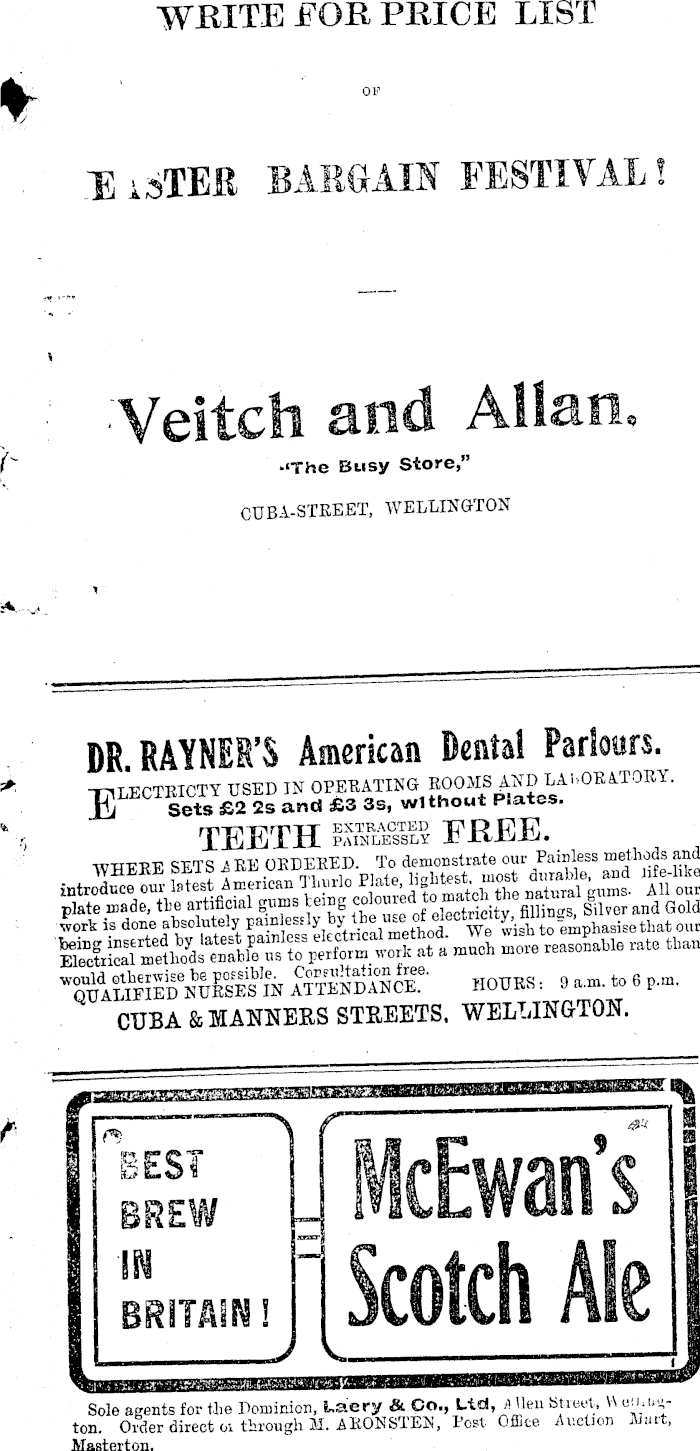 WRITE FOR PRICE LIST
OF
EASTER BARGAIN FESTIVAL!
Veitch and Allan.
"The Busy Store,"
CUBA-STREET, WELLINGTON
DR. RAYNER'S American Dental Parlours.
ELECTRICTY USED IN OPERATING ROOMS AND LABORATORY.
Sets £2 2s and £3 3s, without Plates.
TEETH EXTRACTED PAINLESSLY FREE.
WHERE SETS ARE ORDERED. To demonstrate our Painless methods and
introduce our latest American Thurlo Plate, lightest, most durable, and life-like
plate made, the artificial gums being coloured to match the natural gums. All our
work is done absolutely painlessly by the use of electricity, fillings, Silver and Gold
being inserted by latest painless electrical method. We wish to emphasise that our
Electrical methods enable us to perform work at a much more reasonable rate than
would otherwise be possible. Consultation free.
QUALIFIED NURSES IN ATTENDANCE. HOURS: 9 a.m. to 6 p.m.
CUBA & MANNERS STREETS, WELLINGTON.
BEST
BREW
IN
BRITAIN!
McEwan's
Scotch Ale
Sole agents for the Dominion, Laery & Co., Ltd, Allen Street, Welling-
ton. Order direct or through M. ARONSTEN, Post Office Auction Mart,
Masterton.